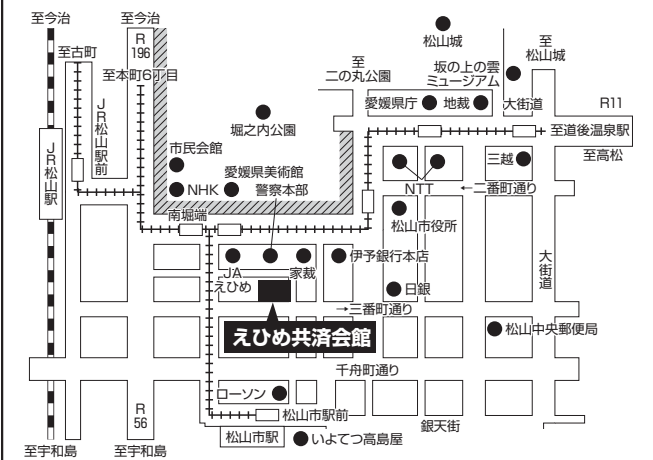 至今治
至今治
R
196
至古町
至本町6丁目
JR松山駅前
JR松山駅
松山城
至
松山城
至
二の丸公園
坂の上の雲
ミュージアム
愛媛県庁
地裁
大街道
R11
至道後温泉駅
至高松
堀之内公園
市民会館
愛媛県美術館
NHK
警察本部
南堀端
三越
NTT
←二番町通り
松山市役所
JA
えひめ
家裁
伊予銀行本店
日銀
大街道
→三番町通り
えひめ共済会館
松山中央郵便局
千舟町通り
ローソン
松山市駅前
銀天街
R
56
松山市駅
いよてつ高島屋
至宇和島
至宇和島